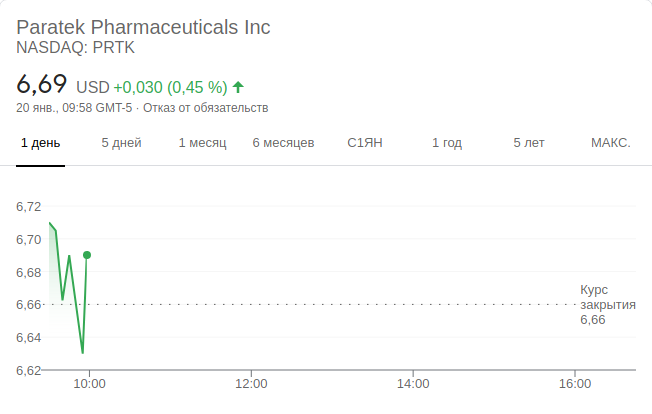 Paratek Pharmaceuticals Inc
NASDAQ: PRTK
6,69 USD +0,030 (0,45 %)
20 янв., 09:58 GMT-5 · Отказ от обязательств
1 день 5 дней 1 месяц 6 месяцев С1ЯН 1 год 5 лет МАКС.
6,72
6,70
6,68
6,66
6,64
6,62
Курс
закрытия
6,66
10:00 12:00 14:00 16:00